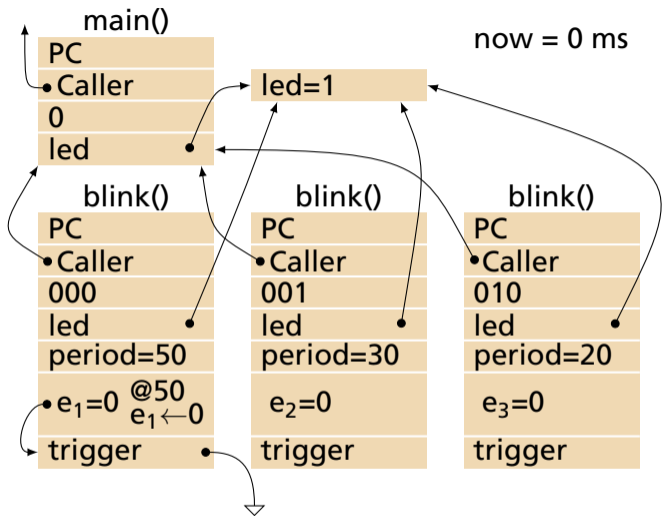 main()
PC
Caller
0
led
led=1
now = 0 ms
blink()
PC
Caller
000
led
period=50
e₁=0 @50
e₁←0
trigger
blink()
PC
Caller
001
led
period=30
e₂=0
trigger
blink()
PC
Caller
010
led
period=20
e₃=0
trigger